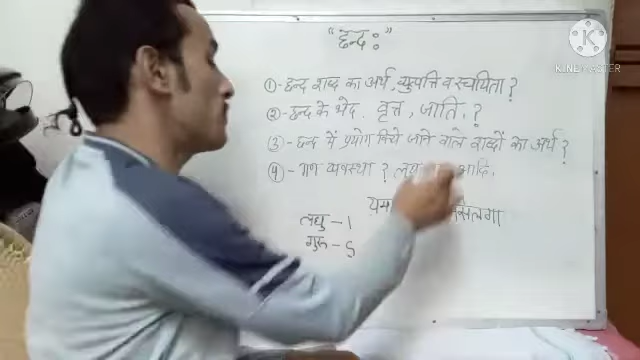 "छन्दः"
①- छन्द शब्द का अर्थ, व्युत्पत्ति व रचयिता ?
② - छन्द के भेद. वृत्त, जाति, ?
③ - छन्द में प्रयोग किये जाने वाले शब्दों का अर्थ ?
④ - गण व्यवस्था ? आदि.
लघु - ।
गुरु - ऽ
KINEMASTER